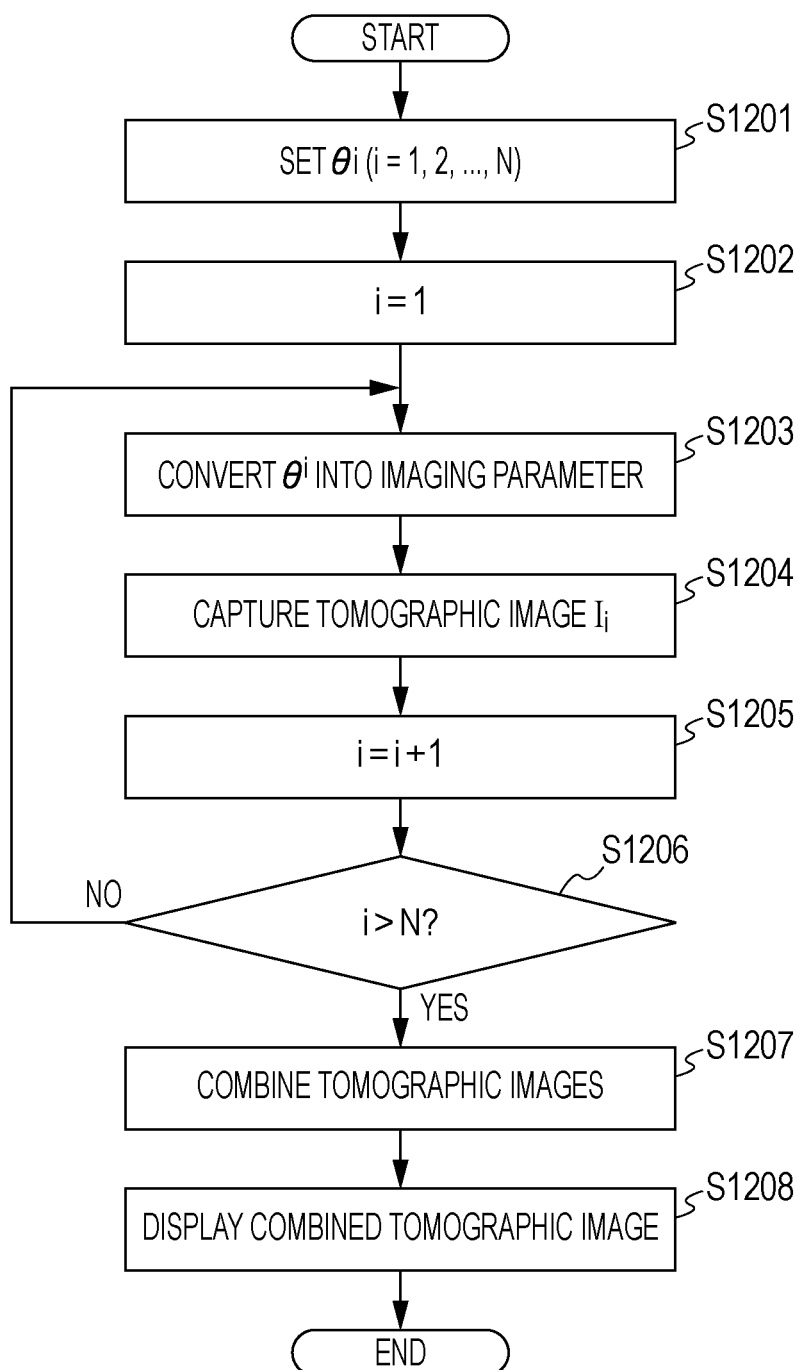 START
S1201
SET θi (i = 1, 2, ..., N)
S1202
i = 1
S1203
CONVERT θⁱ INTO IMAGING PARAMETER
S1204
CAPTURE TOMOGRAPHIC IMAGE Iᵢ
S1205
i = i + 1
S1206
NO
i > N?
YES
S1207
COMBINE TOMOGRAPHIC IMAGES
S1208
DISPLAY COMBINED TOMOGRAPHIC IMAGE
END